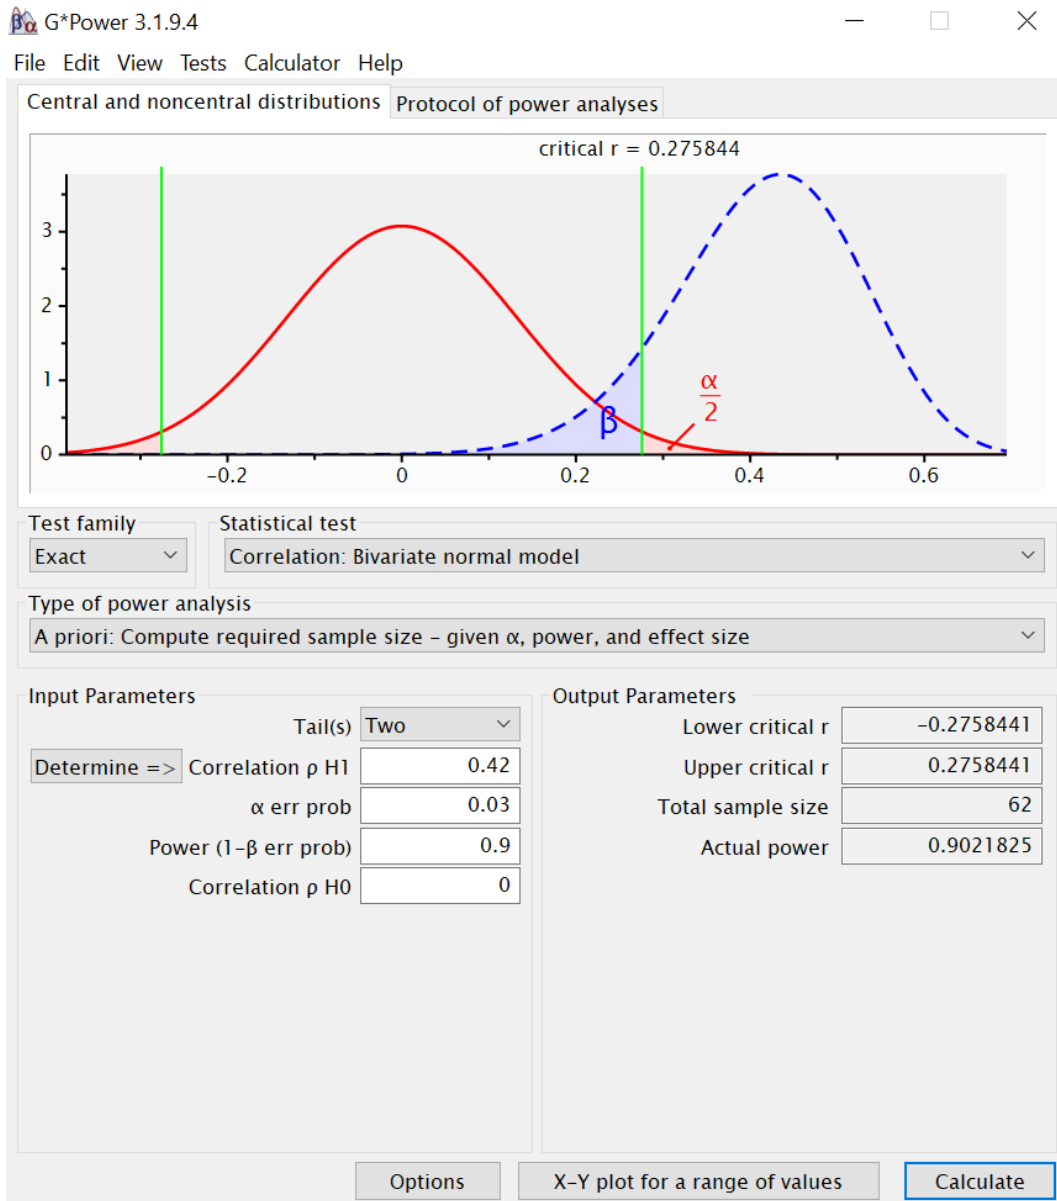 G*Power 3.1.9.4
File Edit View Tests Calculator Help
Central and noncentral distributions Protocol of power analyses
critical r = 0.275844
3
2
1
0
β
α
2
-0.2 0 0.2 0.4 0.6
Test family Statistical test
Exact Correlation: Bivariate normal model
Type of power analysis
A priori: Compute required sample size – given α, power, and effect size
Input Parameters
Tail(s) Two
Determine => Correlation ρ H1 0.42
α err prob 0.03
Power (1–β err prob) 0.9
Correlation ρ H0 0
Output Parameters
Lower critical r −0.2758441
Upper critical r 0.2758441
Total sample size 62
Actual power 0.9021825
Options X-Y plot for a range of values Calculate